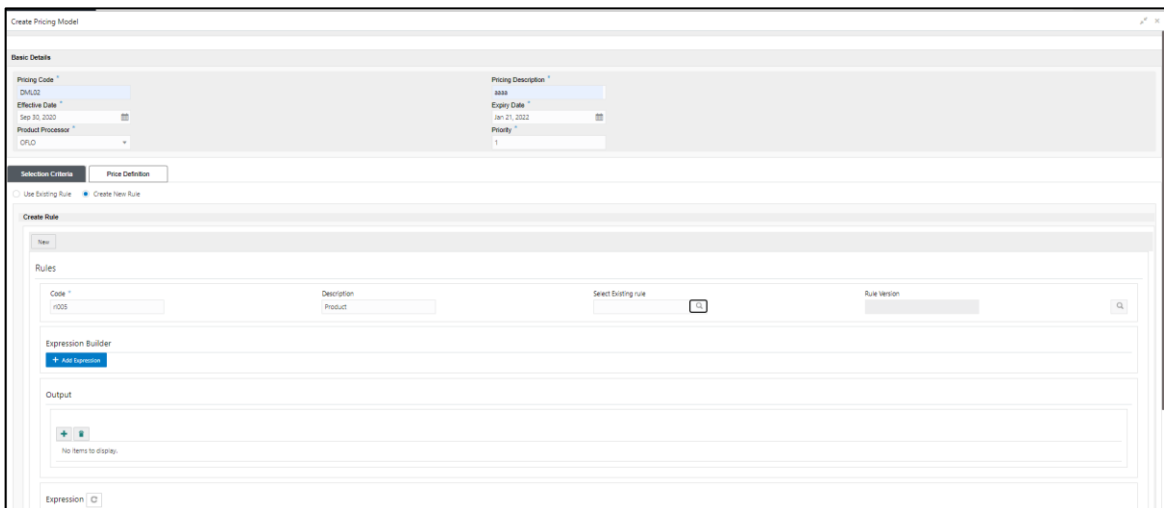 Create Pricing Model
Basic Details
Pricing Code * Pricing Description *
DML02 aaaa
Effective Date * Expiry Date *
Sep 30, 2020 Jan 21, 2022
Product Processor * Priority *
OFLO 1
Selection Criteria Price Definition
Use Existing Rule Create New Rule
Create Rule
New
Rules
Code * Description Select Existing rule Rule Version
rl005 Product
Expression Builder
+ Add Expression
Output
No items to display.
Expression